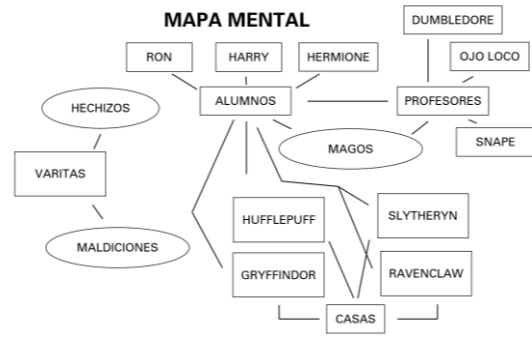 MAPA MENTAL
DUMBLEDORE
RON
HARRY
HERMIONE
OJO LOCO
HECHIZOS
ALUMNOS
PROFESORES
MAGOS
SNAPE
VARITAS
HUFFLEPUFF
SLYTHERYN
MALDICIONES
GRYFFINDOR
RAVENCLAW
CASAS